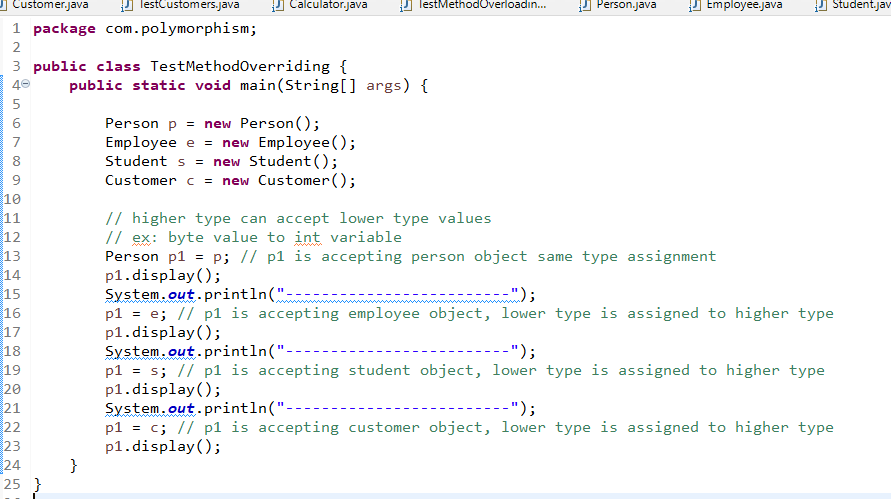 Customer.java TestCustomers.java Calculator.java TestMethodOverloadin... Person.java Employee.java Student.jav
1 package com.polymorphism;
2
3 public class TestMethodOverriding {
4 public static void main(String[] args) {
5
6 Person p = new Person();
7 Employee e = new Employee();
8 Student s = new Student();
9 Customer c = new Customer();
10
11 // higher type can accept lower type values
12 // ex: byte value to int variable
13 Person p1 = p; // p1 is accepting person object same type assignment
14 p1.display();
15 System.out.println("-------------------------");
16 p1 = e; // p1 is accepting employee object, lower type is assigned to higher type
17 p1.display();
18 System.out.println("-------------------------");
19 p1 = s; // p1 is accepting student object, lower type is assigned to higher type
20 p1.display();
21 System.out.println("-------------------------");
22 p1 = c; // p1 is accepting customer object, lower type is assigned to higher type
23 p1.display();
24 }
25 }